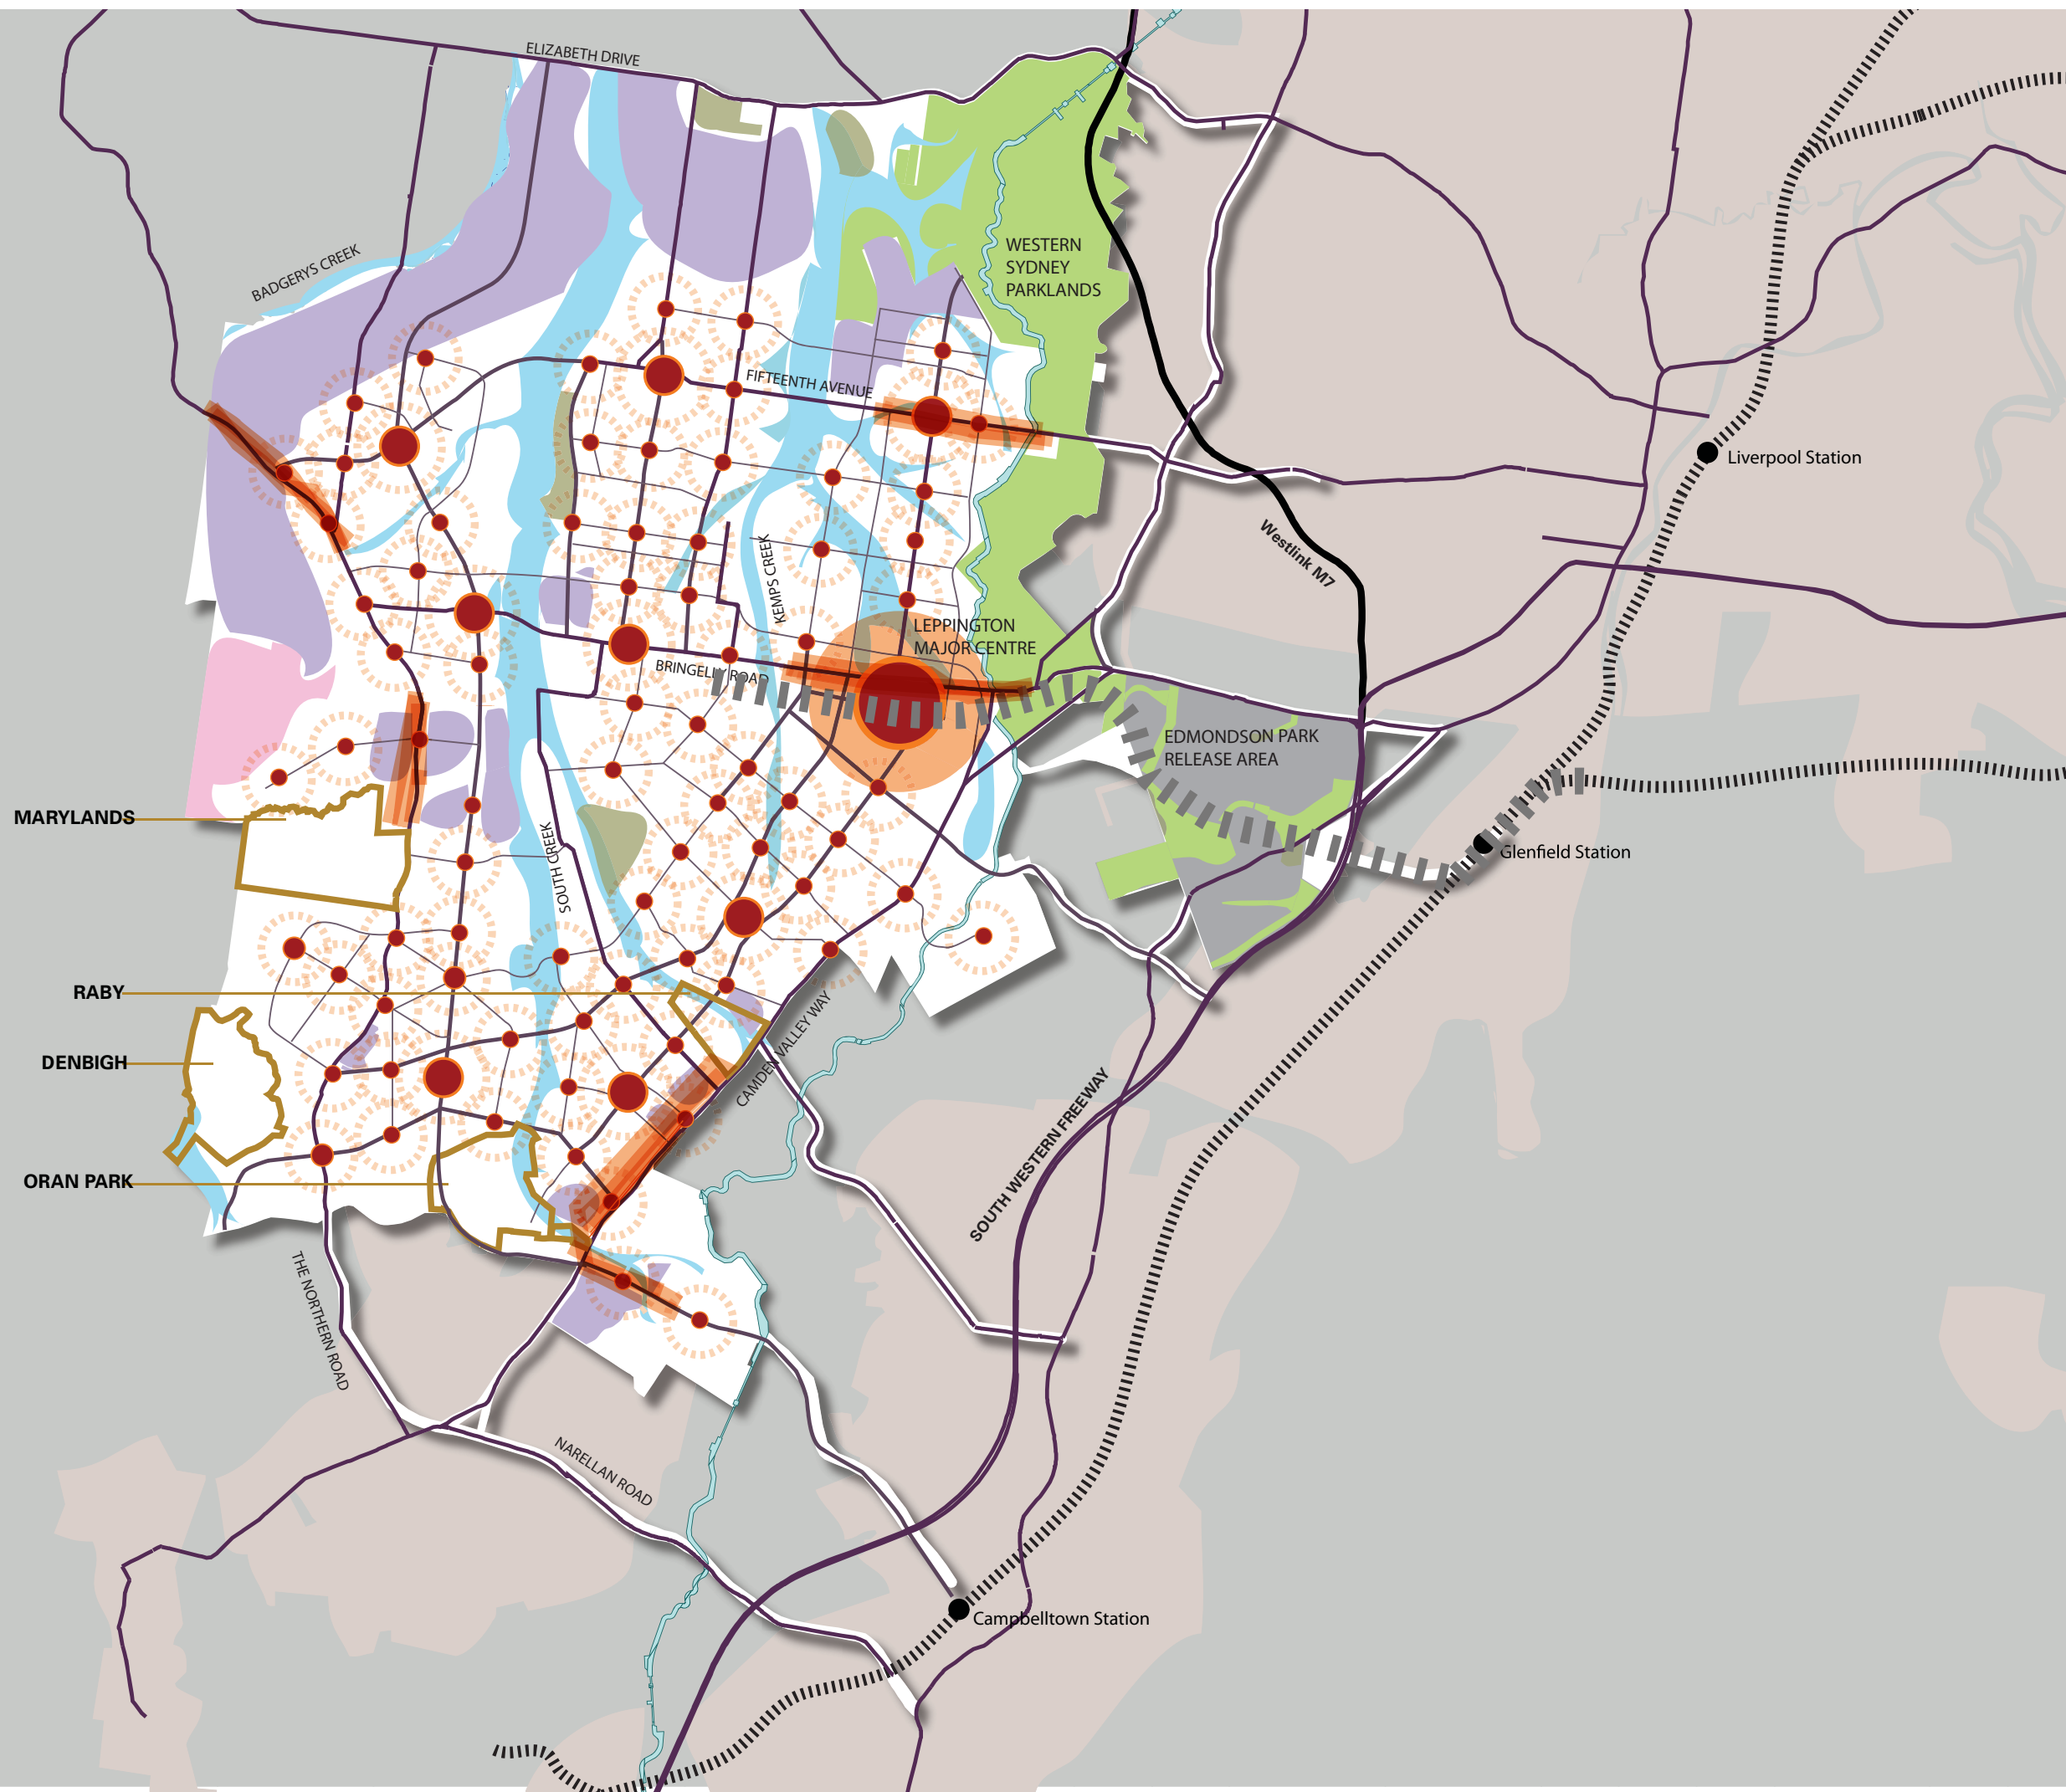 ELIZABETH DRIVE
WESTERN
SYDNEY
PARKLANDS
BADGERYS CREEK
FIFTEENTH AVENUE
Liverpool Station
Westlink M7
KEMPS CREEK
LEPPINGTON
MAJOR CENTRE
BRINGELLY ROAD
EDMONDSON PARK
RELEASE AREA
MARYLANDS
Glenfield Station
SOUTH CREEK
RABY
CAMDEN VALLEY WAY
DENBIGH
SOUTH WESTERN FREEWAY
ORAN PARK
THE NORTHERN ROAD
NARELLAN ROAD
Campbelltown Station